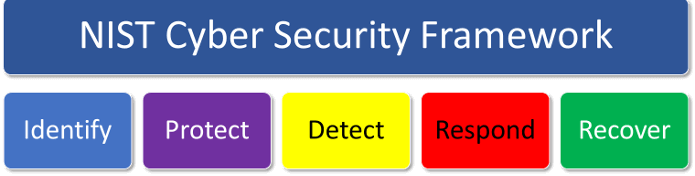 NIST Cyber Security Framework
Identify Protect Detect Respond Recover